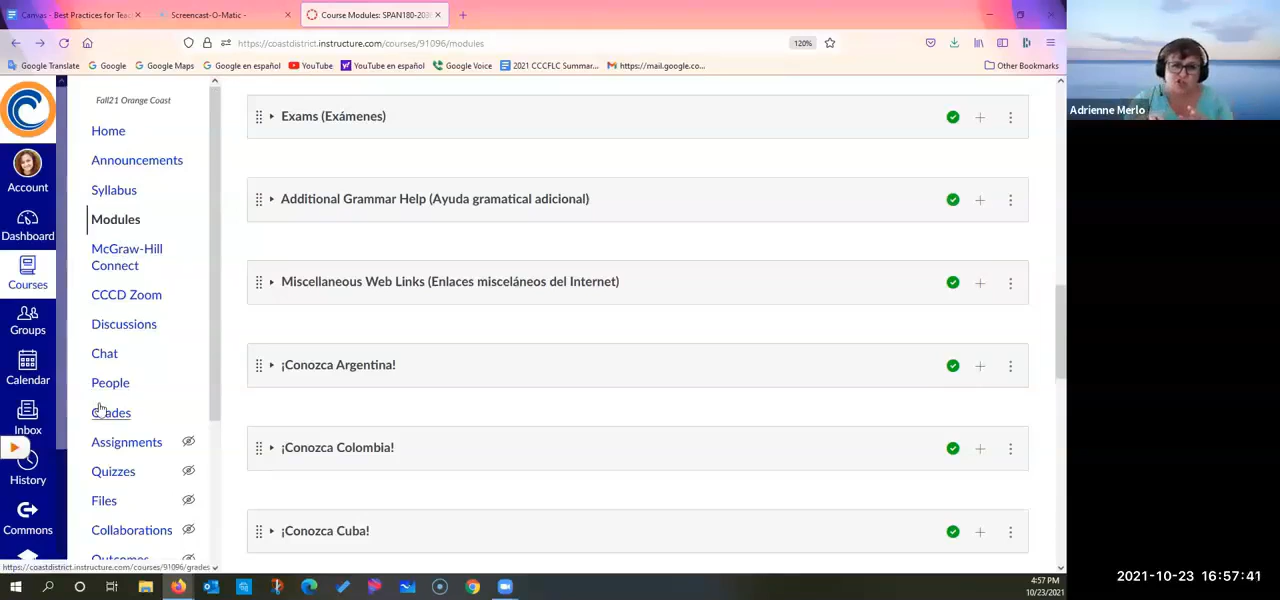 Canvas - Best Practices for Tea
Screencast-O-Matic -
Course Modules: SPAN180-203
https://coastdistrict.instructure.com/courses/91096/modules
120%
Google Translate
Google
Google Maps
Google en español
YouTube
YouTube en español
Google Voice
2021 CCCFLC Summar...
https://mail.google.co...
Other Bookmarks
Fall21 Orange Coast
Home
Announcements
Syllabus
Modules
McGraw-Hill
Connect
CCCD Zoom
Discussions
Chat
People
Grades
Assignments
Quizzes
Files
Collaborations
Outcomes
Account
Dashboard
Courses
Groups
Calendar
Inbox
History
Commons
Exams (Exámenes)
Additional Grammar Help (Ayuda gramatical adicional)
Miscellaneous Web Links (Enlaces misceláneos del Internet)
¡Conozca Argentina!
¡Conozca Colombia!
¡Conozca Cuba!
https://coastdistrict.instructure.com/courses/91096/grades
4:57 PM
10/23/2021
Adrienne Merlo
2021-10-23 16:57:41